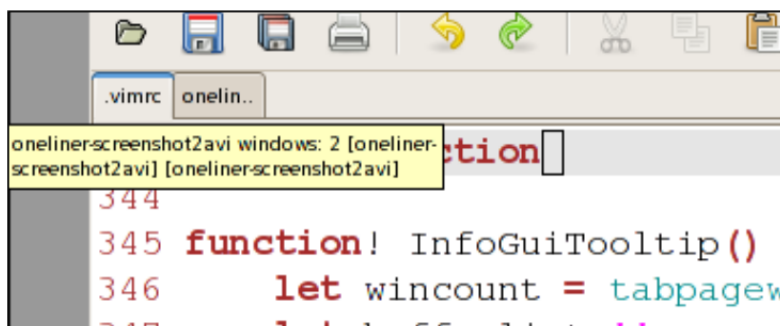 .vimrc onelin..
oneliner-screenshot2avi windows: 2 [oneliner-
screenshot2avi] [oneliner-screenshot2avi]
ction
344
345 function! InfoGuiTooltip()
346 let wincount = tabpagew